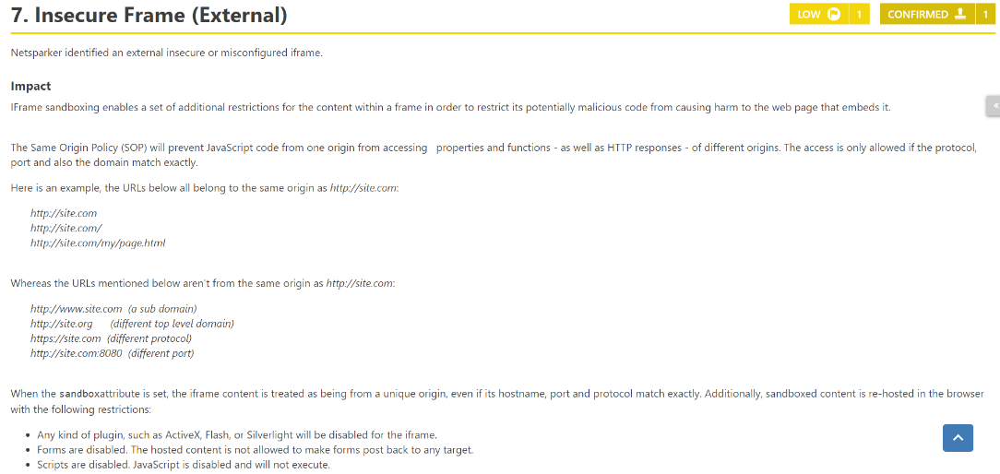 7. Insecure Frame (External)
LOW 1 CONFIRMED 1
Netsparker identified an external insecure or misconfigured iframe.
Impact
IFrame sandboxing enables a set of additional restrictions for the content within a frame in order to restrict its potentially malicious code from causing harm to the web page that embeds it.
The Same Origin Policy (SOP) will prevent JavaScript code from one origin from accessing properties and functions - as well as HTTP responses - of different origins. The access is only allowed if the protocol,
port and also the domain match exactly.
Here is an example, the URLs below all belong to the same origin as http://site.com:
http://site.com
http://site.com/
http://site.com/my/page.html
Whereas the URLs mentioned below aren't from the same origin as http://site.com:
http://www.site.com (a sub domain)
http://site.org (different top level domain)
https://site.com (different protocol)
http://site.com:8080 (different port)
When the sandboxattribute is set, the iframe content is treated as being from a unique origin, even if its hostname, port and protocol match exactly. Additionally, sandboxed content is re-hosted in the browser
with the following restrictions:
• Any kind of plugin, such as ActiveX, Flash, or Silverlight will be disabled for the iframe.
• Forms are disabled. The hosted content is not allowed to make forms post back to any target.
• Scripts are disabled. JavaScript is disabled and will not execute.